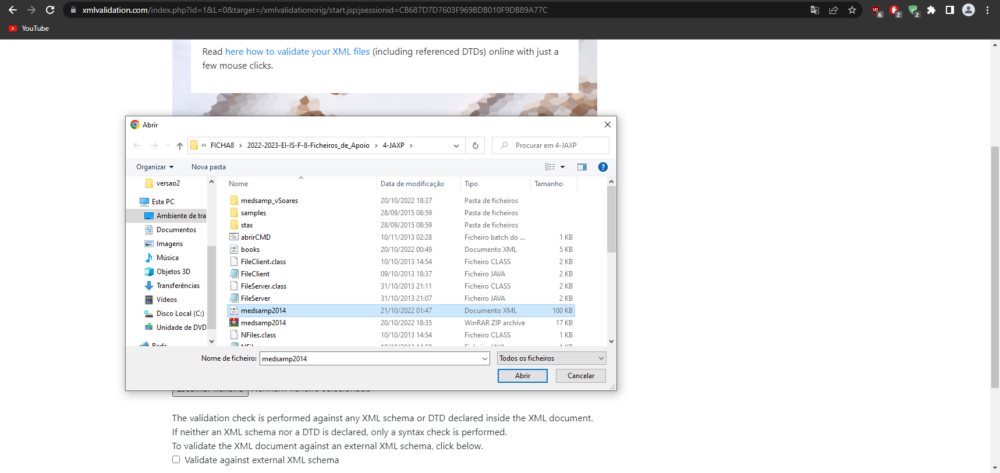 xmlvalidation.com/index.php?id=1&L=0&target=/xmlvalidationorig/start.jsp;jsessionid=CB687D7D7603F969BDB010F9DB89A77C
UD
6
2
2
YouTube
Read here how to validate your XML files (including referenced DTDs) online with just a
few mouse clicks.
Abrir
« FICHA8 › 2022-2023-EI-IS-F-8-Ficheiros_de_Apoio › 4-JAXP ›
Procurar em 4-JAXP
Organizar
Nova pasta
?
versao2
Este PC
Ambiente de tra
Documentos
Imagens
Música
Objetos 3D
Transferências
Vídeos
Disco Local (C:)
Unidade de DVD
Rede
Nome Data de modificação Tipo Tamanho
medsamp_vSoares 20/10/2022 18:37 Pasta de ficheiros
samples 28/09/2015 08:59 Pasta de ficheiros
stax 28/09/2015 08:59 Pasta de ficheiros
abrirCMD 10/11/2013 02:28 Ficheiro batch do ... 1 KB
books 20/10/2022 00:49 Documento XML 5 KB
FileClient.class 10/10/2013 14:54 Ficheiro CLASS 2 KB
FileClient 09/10/2013 18:37 Ficheiro JAVA 2 KB
FileServer.class 31/10/2013 21:11 Ficheiro CLASS 2 KB
FileServer 31/10/2013 21:07 Ficheiro JAVA 2 KB
medsamp2014 21/10/2022 01:47 Documento XML 100 KB
medsamp2014 20/10/2022 18:35 WinRAR ZIP archive 17 KB
NFiles.class 10/10/2013 14:54 Ficheiro CLASS 1 KB
Nome de ficheiro: medsamp2014
Todos os ficheiros
Abrir
Cancelar
Escolher ficheiro Nenhum ficheiro selecionado
The validation check is performed against any XML schema or DTD declared inside the XML document.
If neither an XML schema nor a DTD is declared, only a syntax check is performed.
To validate the XML document against an external XML schema, click below.
Validate against external XML schema